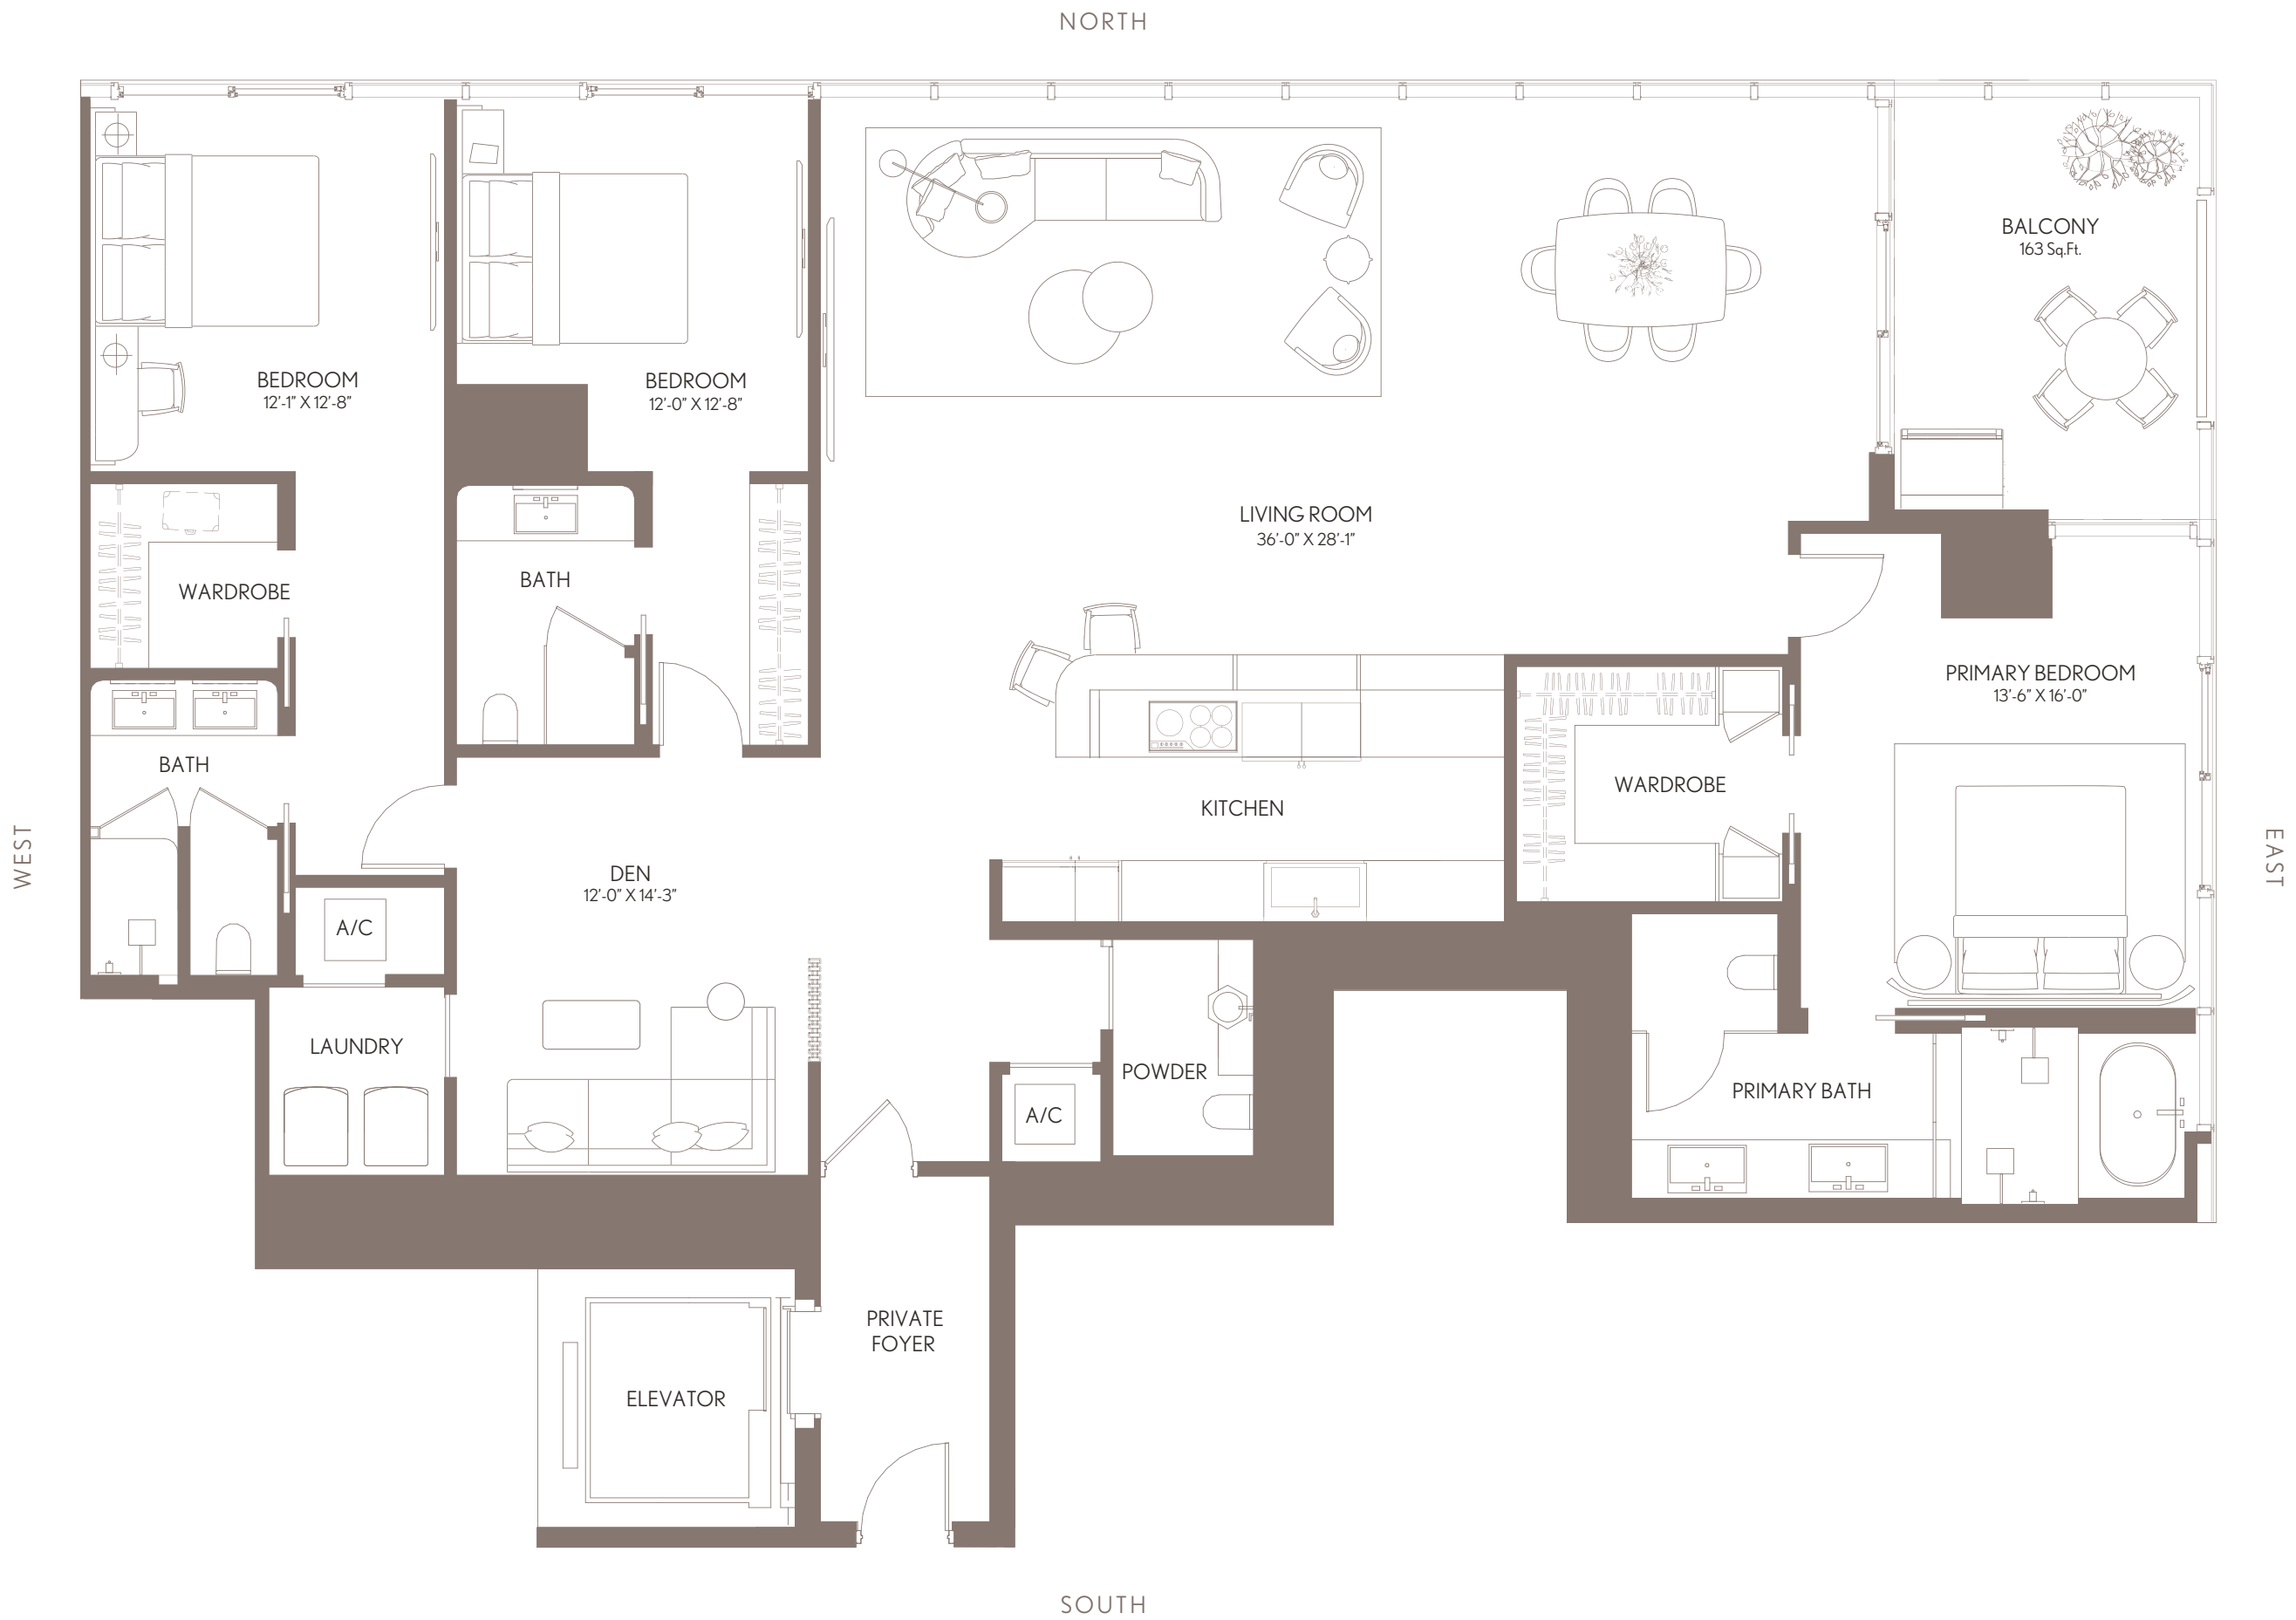 NORTH
BALCONY
163 Sq.Ft.
BEDROOM
12'-1" X 12'-8"
BEDROOM
12'-0" X 12'-8"
LIVING ROOM
36'-0" X 28'-1"
BATH
WARDROBE
PRIMARY BEDROOM
13'-6" X 16'-0"
BATH
WARDROBE
KITCHEN
WEST
EAST
DEN
12'-0" X 14'-3"
A/C
LAUNDRY
POWDER
PRIMARY BATH
A/C
PRIVATE
FOYER
ELEVATOR
SOUTH